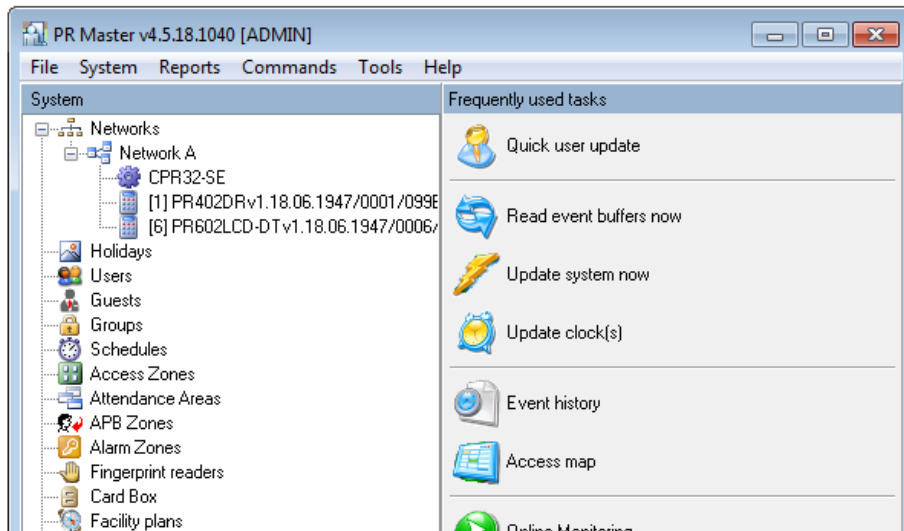 PR Master v4.5.18.1040 [ADMIN]
File System Reports Commands Tools Help
System
Networks
Network A
CPR32-SE
[1] PR402DRv1.18.06.1947/0001/099E
[6] PR602LCD-DTv1.18.06.1947/0006/
Holidays
Users
Guests
Groups
Schedules
Access Zones
Attendance Areas
APB Zones
Alarm Zones
Fingerprint readers
Card Box
Facility plans
Frequently used tasks
Quick user update
Read event buffers now
Update system now
Update clock(s)
Event history
Access map
Online Monitoring